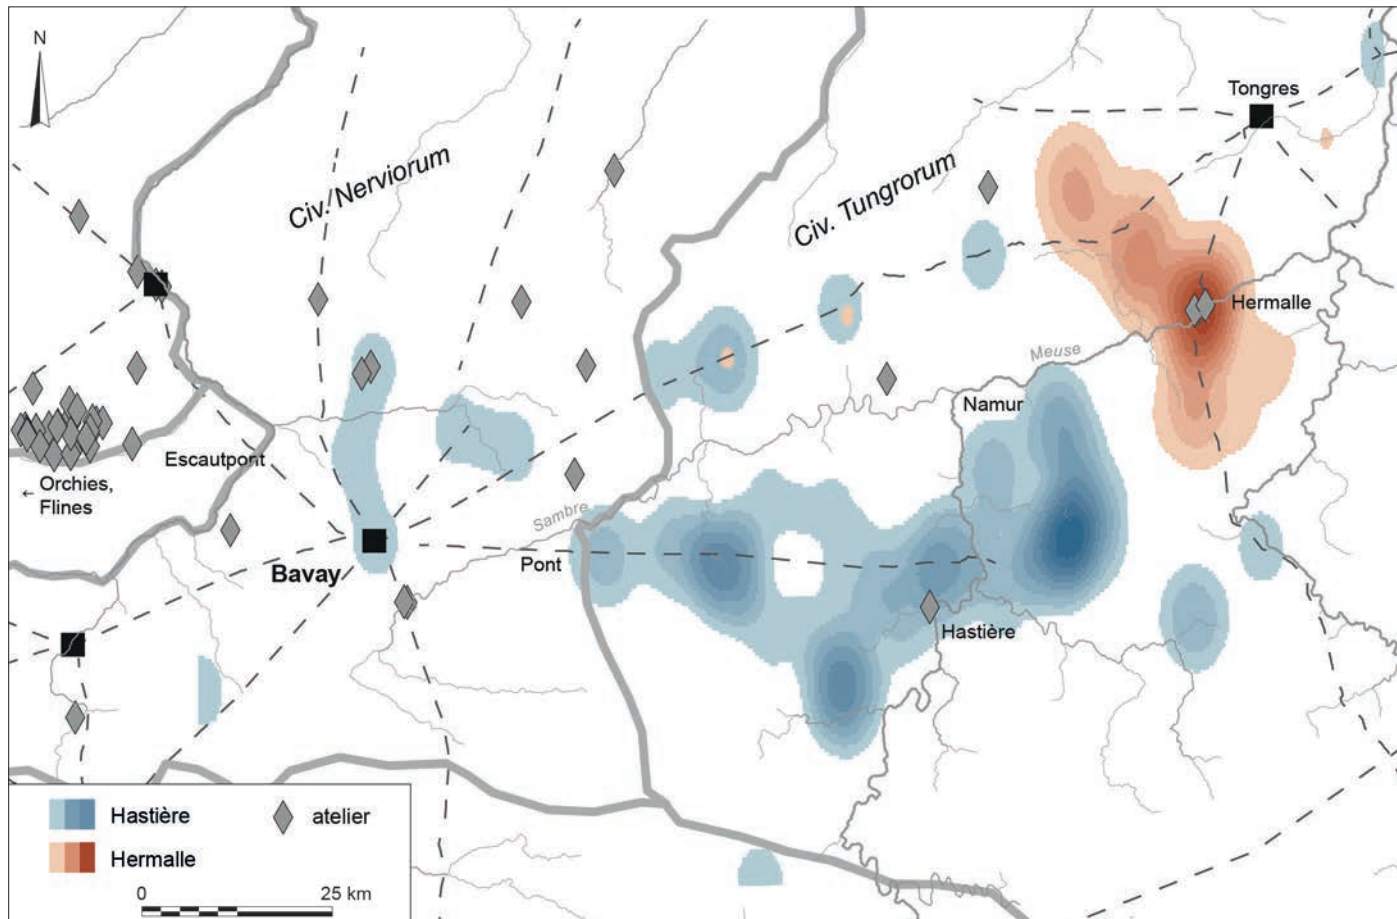 N
Tongres
Civ. Nerviorum
Civ. Tungrorum
Hermalle
Meuse
Namur
Escautpont
← Orchies,
Flines
Sambre
Pont
Bavay
Hastière
Hastière
atelier
Hermalle
0
25 km